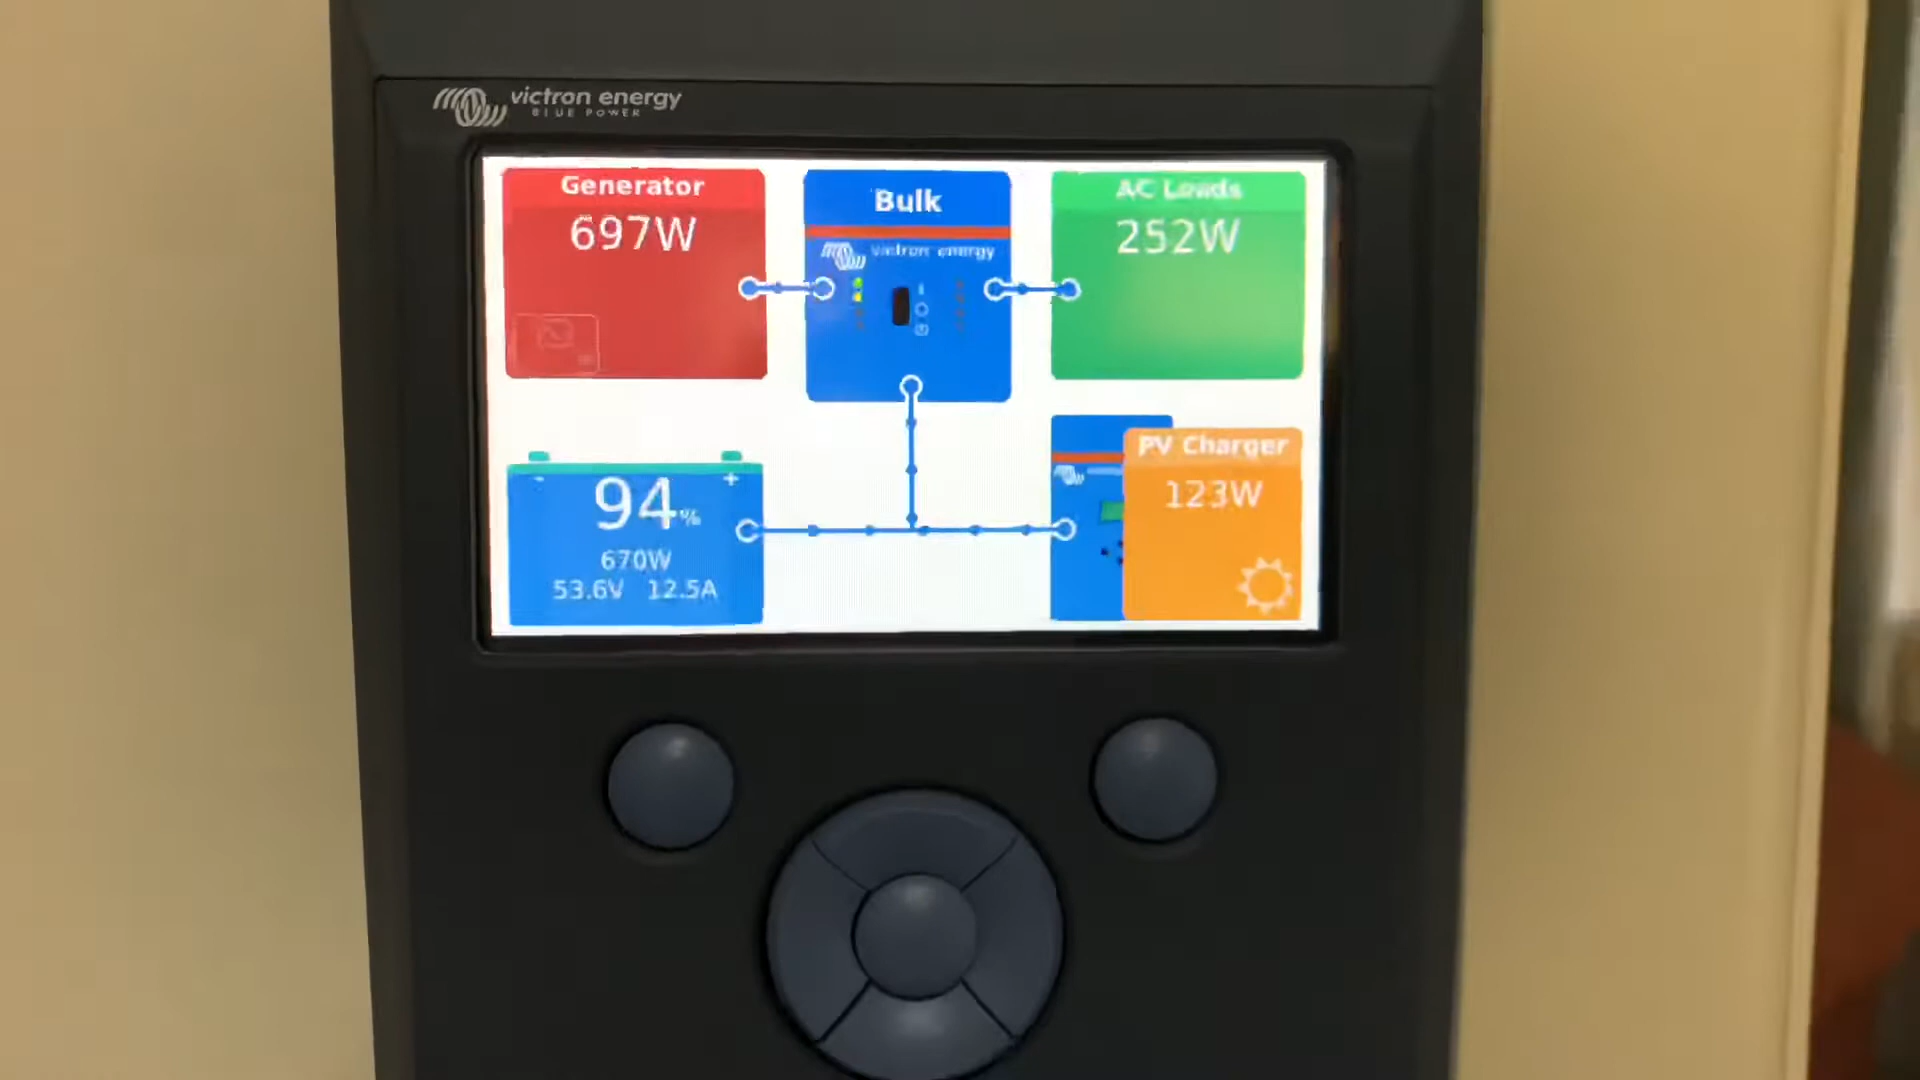 victron energy
BLUE POWER
Generator
697W
Bulk
victron energy
AC Loads
252W
94%
- +
670W
53.6V 12.5A
PV Charger
123W